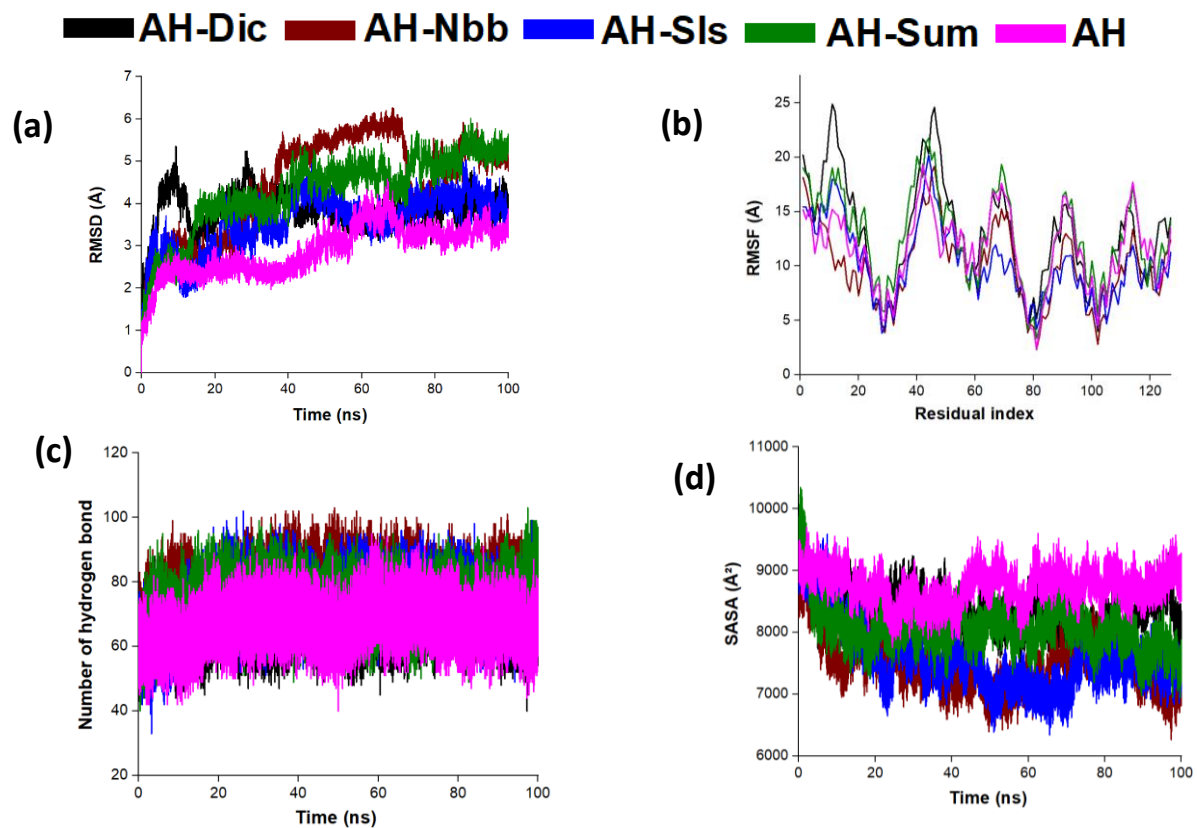 AH-Dic AH-Nbb AH-Sls AH-Sum AH
(a)
7
6
5
4
3
2
1
0
RMSD (Å)
0 20 40 60 80 100
Time (ns)
(b)
25
20
15
10
5
0
RMSF (Å)
0 20 40 60 80 100 120
Residual index
(c)
120
100
80
60
40
20
Number of hydrogen bond
0 20 40 60 80 100
Time (ns)
(d)
11000
10000
9000
8000
7000
6000
SASA (Å²)
0 20 40 60 80 100
Time (ns)